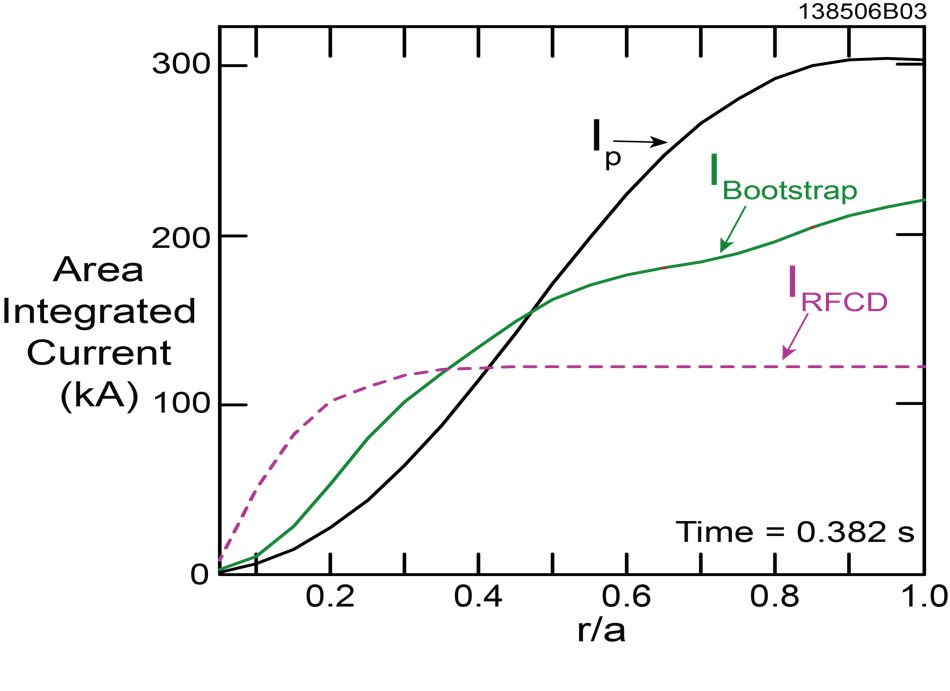 138506B03
300
I p
I Bootstrap
200
Area
Integrated
Current
(kA)
I RFCD
100
Time = 0.382 s
0
0.2 0.4 0.6 0.8 1.0
r/a